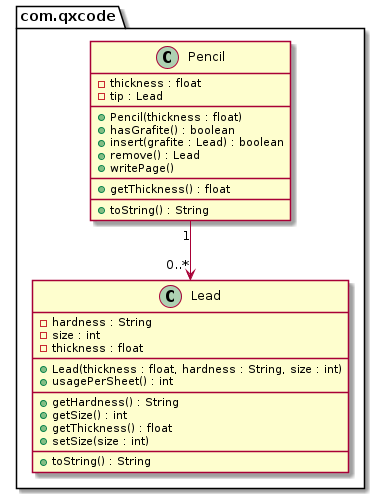 com.qxcode
C Pencil
thickness : float
tip : Lead
Pencil(thickness : float)
hasGrafite() : boolean
insert(grafite : Lead) : boolean
remove() : Lead
writePage()
getThickness() : float
toString() : String
1
0..*
C Lead
hardness : String
size : int
thickness : float
Lead(thickness : float, hardness : String, size : int)
usagePerSheet() : int
getHardness() : String
getSize() : int
getThickness() : float
setSize(size : int)
toString() : String